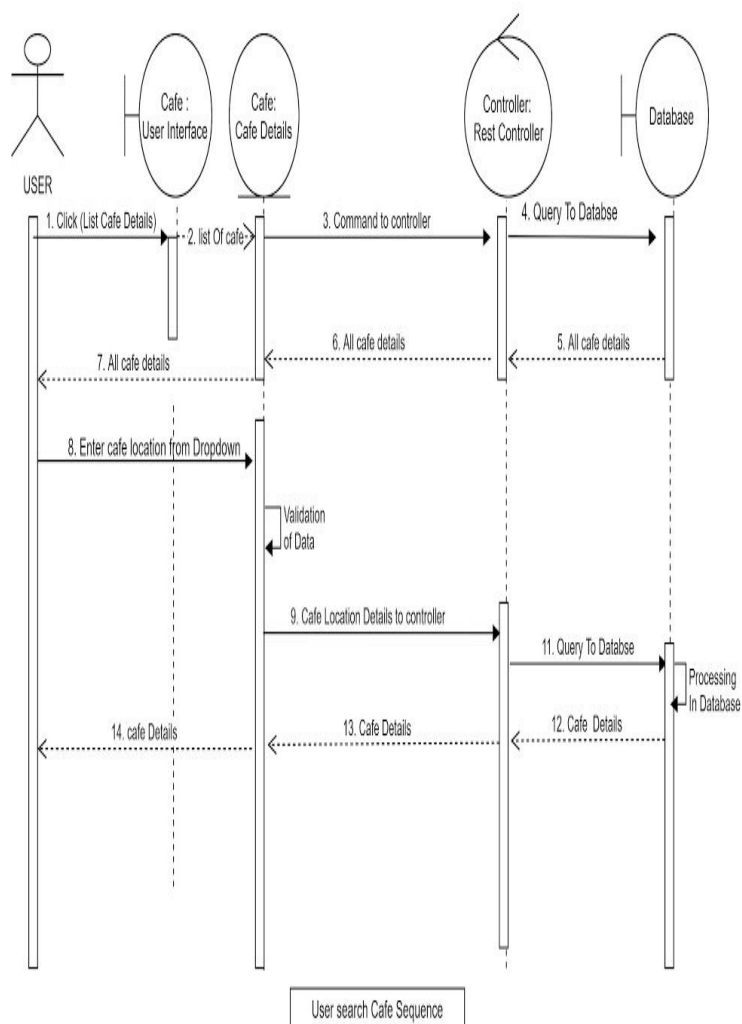 Cafe :
User Interface
Cafe:
Cafe Details
Controller:
Rest Controller
Database
USER
1. Click (List Cafe Details)
2. list Of cafe
3. Command to controller
4. Query To Databse
5. All cafe details
6. All cafe details
7. All cafe details
8. Enter cafe location from Dropdown
Validation
of Data
9. Cafe Location Details to controller
11. Query To Databse
Processing
In Database
12. Cafe Details
13. Cafe Details
14. cafe Details
User search Cafe Sequence